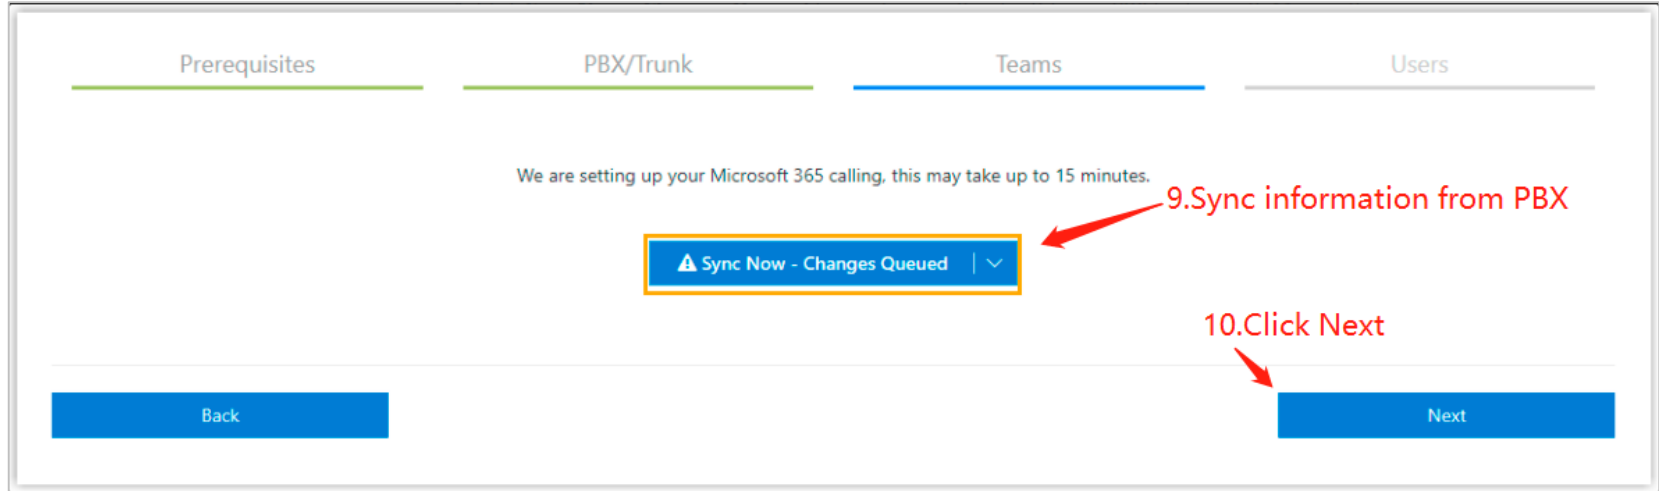 Prerequisites
PBX/Trunk
Teams
Users
We are setting up your Microsoft 365 calling, this may take up to 15 minutes.
9.Sync information from PBX
Sync Now - Changes Queued
10.Click Next
Back
Next